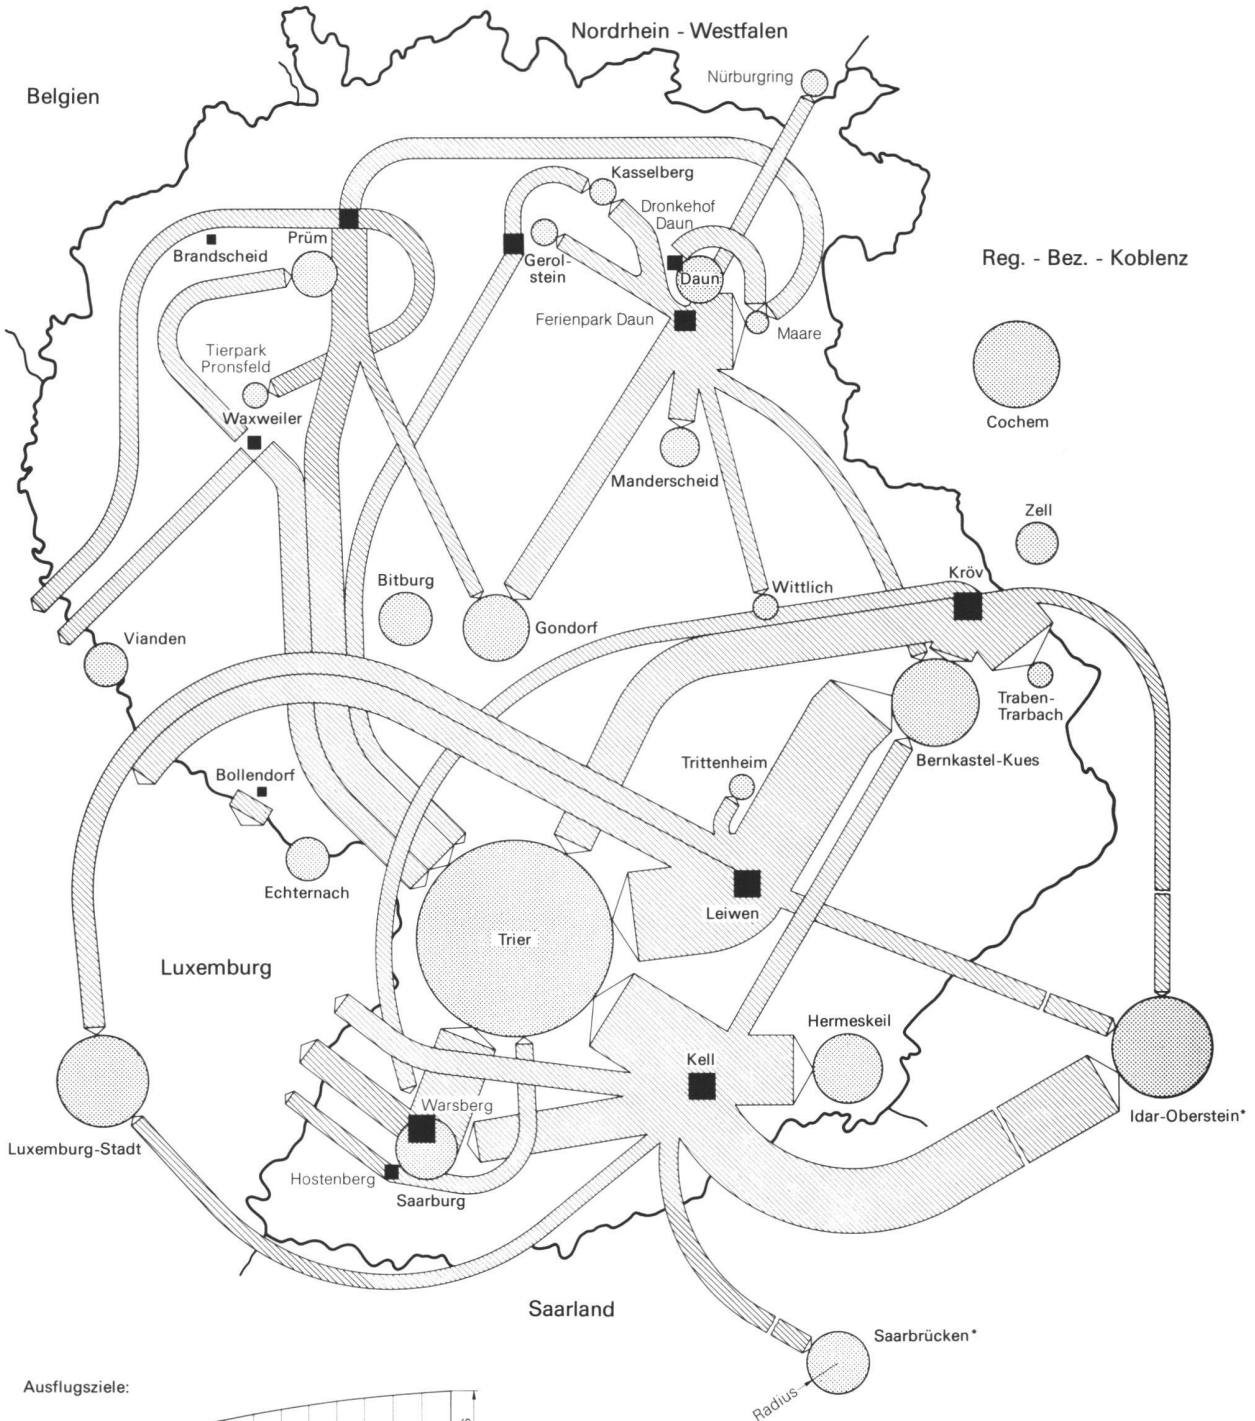 Nordrhein - Westfalen
Nürburgring
Belgien
Kasselberg
Dronkehof
Daun
Prüm
Brandscheid
Gerol-
stein
Daun
Reg. - Bez. - Koblenz
Ferienpark Daun
Maare
Tierpark
Pronsfeld
Waxweiler
Cochem
Manderscheid
Zell
Kröv
Bitburg
Wittlich
Gondorf
Vianden
Traben-
Trarbach
Bernkastel-Kues
Trittenheim
Bollendorf
Echternach
Leiwen
Trier
Luxemburg
Hermeskeil
Kell
Warsberg
Idar-Oberstein*
Luxemburg-Stadt
Hostenberg
Saarburg
Saarland
Saarbrücken*
Radius
Ausflugsziele: